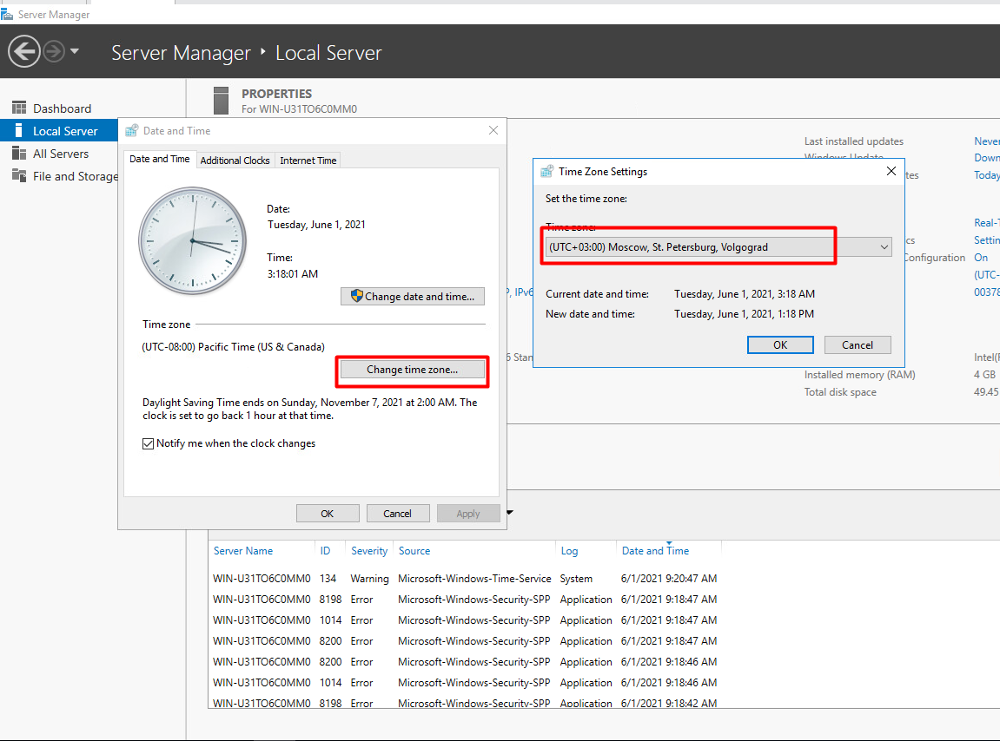 Server Manager
Server Manager ‣ Local Server
Dashboard
Local Server
All Servers
File and Storage
PROPERTIES
For WIN-U31TO6C0MM0
Date and Time
Date and Time
Additional Clocks
Internet Time
Date:
Tuesday, June 1, 2021
Time:
3:18:01 AM
Change date and time...
Time zone
(UTC-08:00) Pacific Time (US & Canada)
Change time zone...
Daylight Saving Time ends on Sunday, November 7, 2021 at 2:00 AM. The
clock is set to go back 1 hour at that time.
Notify me when the clock changes
OK
Cancel
Apply
Last installed updates
Never
Windows Update
Down
tes
Today
Time Zone Settings
Set the time zone:
Time zone:
(UTC+03:00) Moscow, St. Petersburg, Volgograd
Current date and time:
Tuesday, June 1, 2021, 3:18 AM
New date and time:
Tuesday, June 1, 2021, 1:18 PM
OK
Cancel
Real-T
cs
Settin
Configuration
On
(UTC-
P, IPv6
00378
6 Stan
Intel(
Installed memory (RAM)
4 GB
Total disk space
49.45
Server Name ID Severity Source Log Date and Time
WIN-U31TO6C0MM0 134 Warning Microsoft-Windows-Time-Service System 6/1/2021 9:20:47 AM
WIN-U31TO6C0MM0 8198 Error Microsoft-Windows-Security-SPP Application 6/1/2021 9:18:47 AM
WIN-U31TO6C0MM0 1014 Error Microsoft-Windows-Security-SPP Application 6/1/2021 9:18:47 AM
WIN-U31TO6C0MM0 8200 Error Microsoft-Windows-Security-SPP Application 6/1/2021 9:18:47 AM
WIN-U31TO6C0MM0 8200 Error Microsoft-Windows-Security-SPP Application 6/1/2021 9:18:46 AM
WIN-U31TO6C0MM0 1014 Error Microsoft-Windows-Security-SPP Application 6/1/2021 9:18:46 AM
WIN-U31TO6C0MM0 8198 Error Microsoft-Windows-Security-SPP Application 6/1/2021 9:18:42 AM